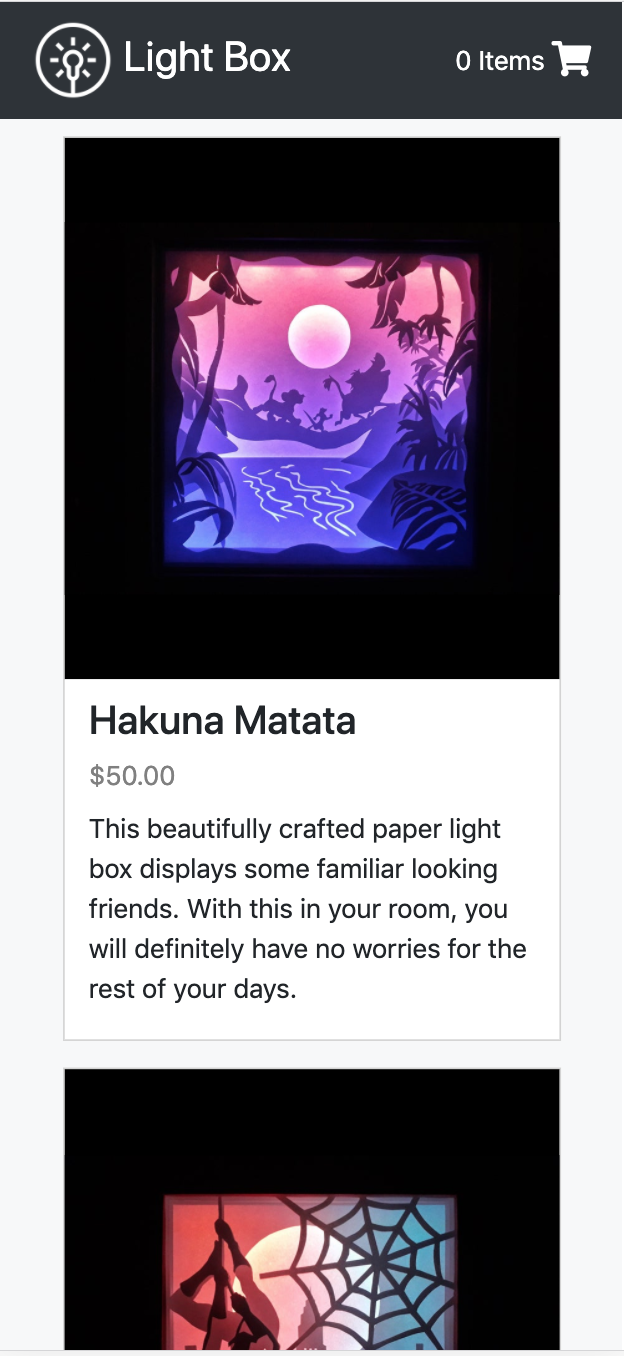 Light Box
0 Items
Hakuna Matata
$50.00
This beautifully crafted paper light
box displays some familiar looking
friends. With this in your room, you
will definitely have no worries for the
rest of your days.